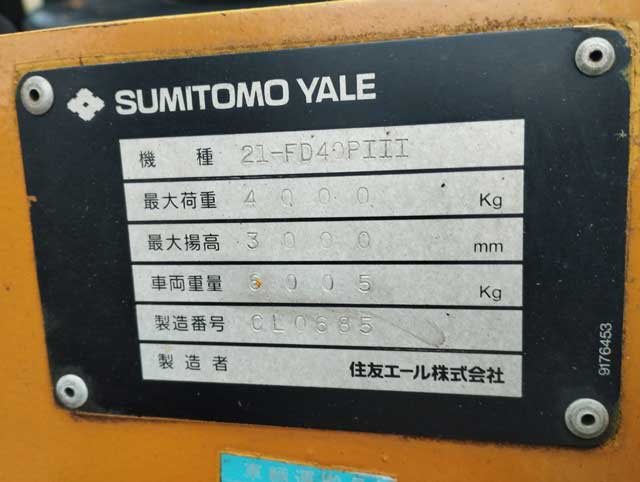 SUMITOMO YALE
機 種 21-FD40PIII
最大荷重 4000 Kg
最大揚高 3000 mm
車両重量 6005 Kg
製造番号 CL0685
製造者 住友エール株式会社
9176453